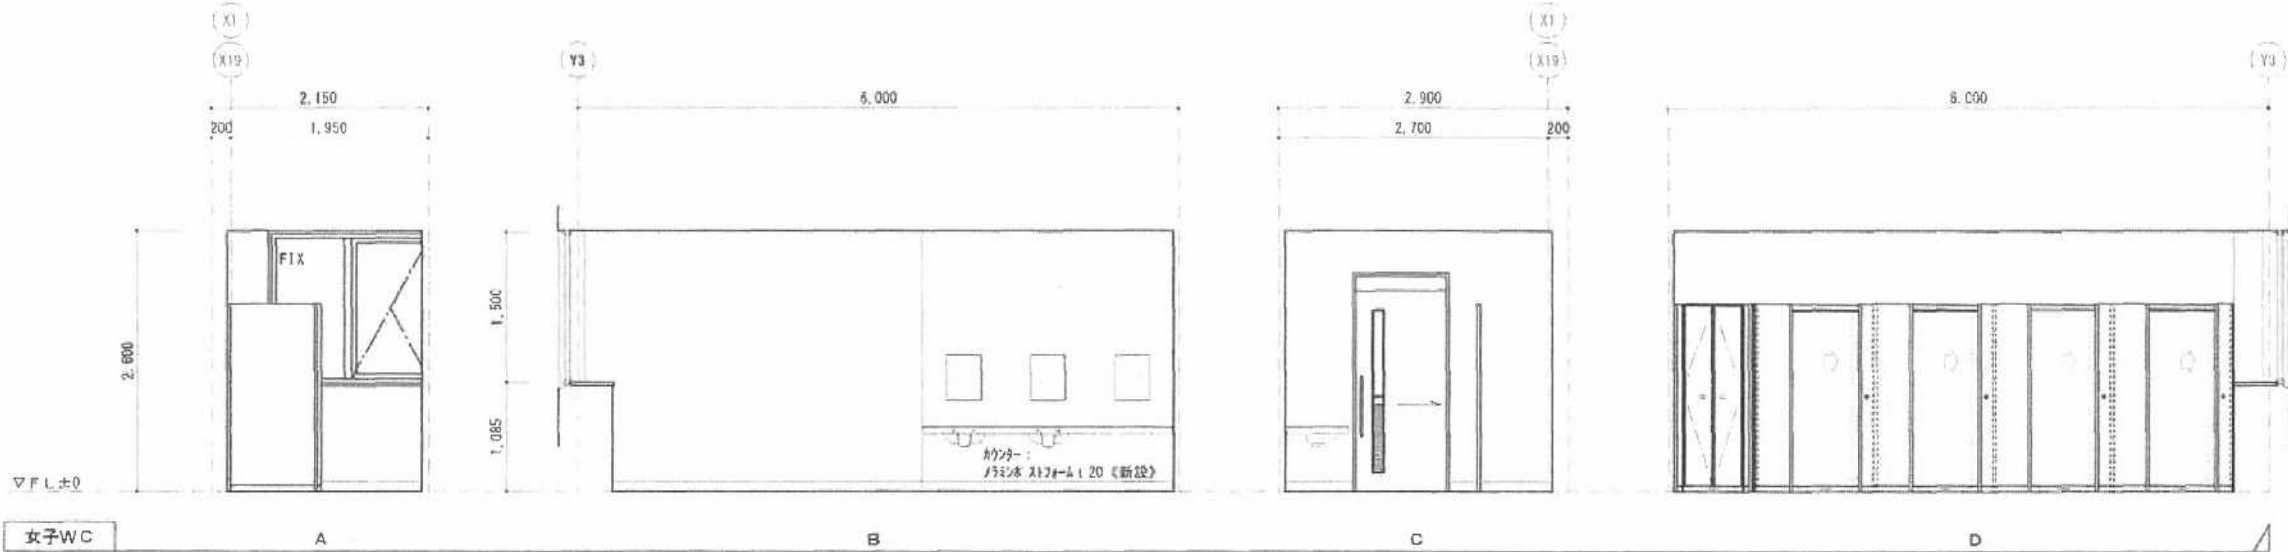 X1
X19
Y3
X1
X19
Y3
2,150
200
1,950
6,000
2,900
2,700
200
6,000
FIX
2,600
1,500
1,085
カウンター：
メラミンポストフォーム t 20 《新設》
▽FL±0
女子WC
A
B
C
D